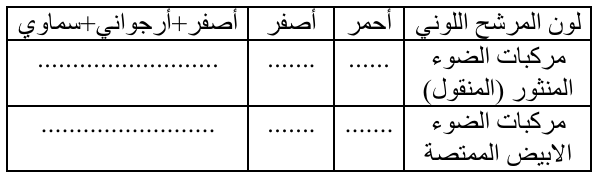 لون المرشح اللوني أحمر أصفر أصفر+أرجواني+سماوي
مركبات الضوء
المنثور (المنقول) ...... ....... ..........................
مركبات الضوء
الابيض الممتصة ....... ....... .........................